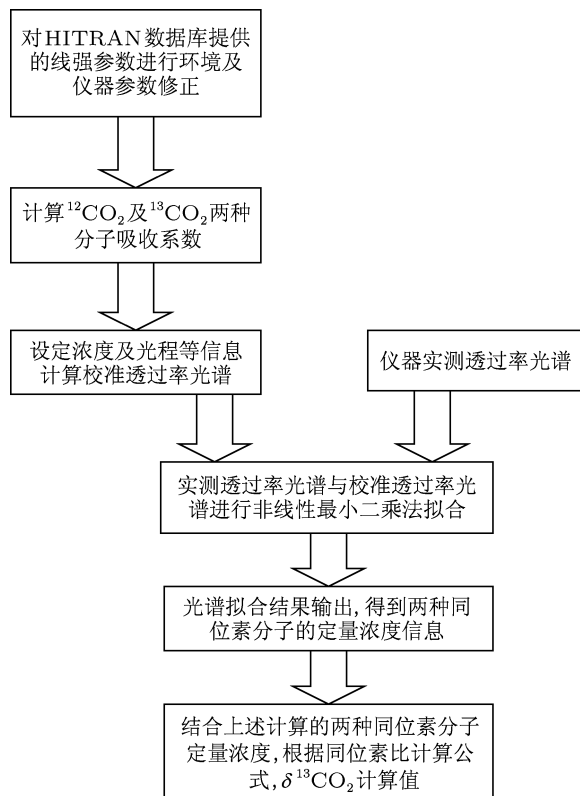 对HITRAN数据库提供
的线强参数进行环境及
仪器参数修正
计算¹²CO₂及¹³CO₂两种
分子吸收系数
设定浓度及光程等信息
计算校准透过率光谱
仪器实测透过率光谱
实测透过率光谱与校准透过率光
谱进行非线性最小二乘法拟合
光谱拟合结果输出,得到两种同
位素分子的定量浓度信息
结合上述计算的两种同位素分子
定量浓度,根据同位素比计算公
式,δ¹³CO₂计算值